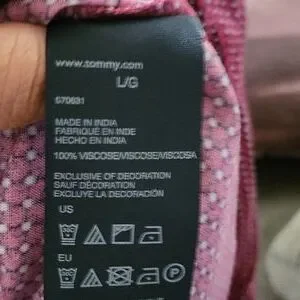 www.tommy.com
L/G
S70831
MADE IN INDIA
FABRIQUÉ EN INDE
HECHO EN INDIA
100% VISCOSE/VISCOSE/VISCOSA
EXCLUSIVE OF DECORATION
SAUF DÉCORATION
EXCLUYE LA DECORACIÓN
US
EU
P